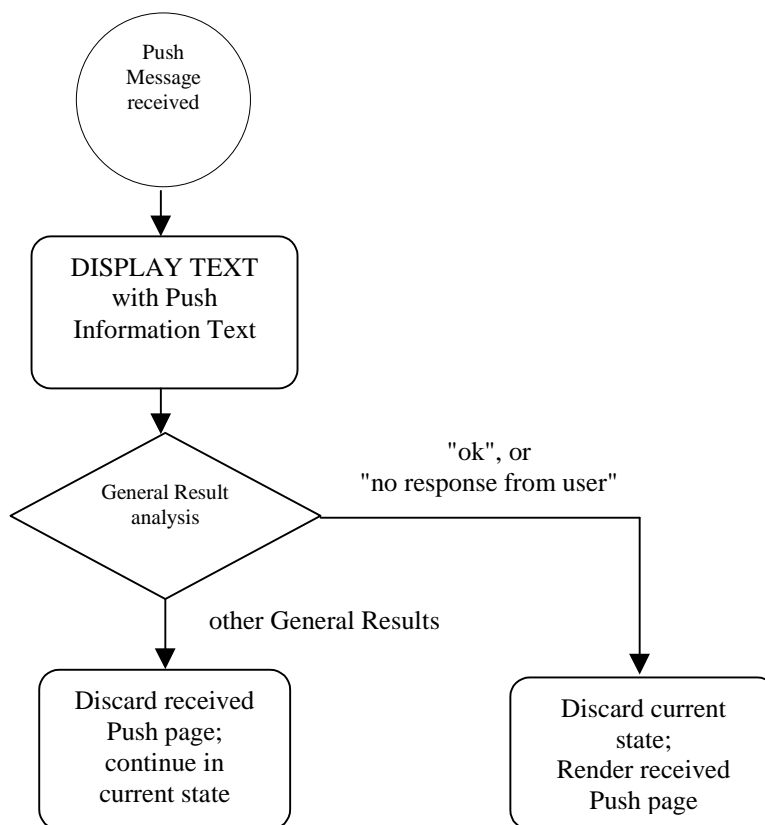 Push
Message
received
DISPLAY TEXT
with Push
Information Text
General Result
analysis
"ok", or
"no response from user"
other General Results
Discard received
Push page;
continue in
current state
Discard current
state;
Render received
Push page